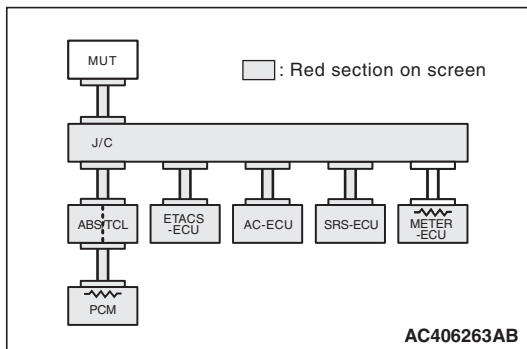 MUT
: Red section on screen
J/C
ABS/TCL
ETACS
-ECU
AC-ECU
SRS-ECU
METER
-ECU
PCM
AC406263AB